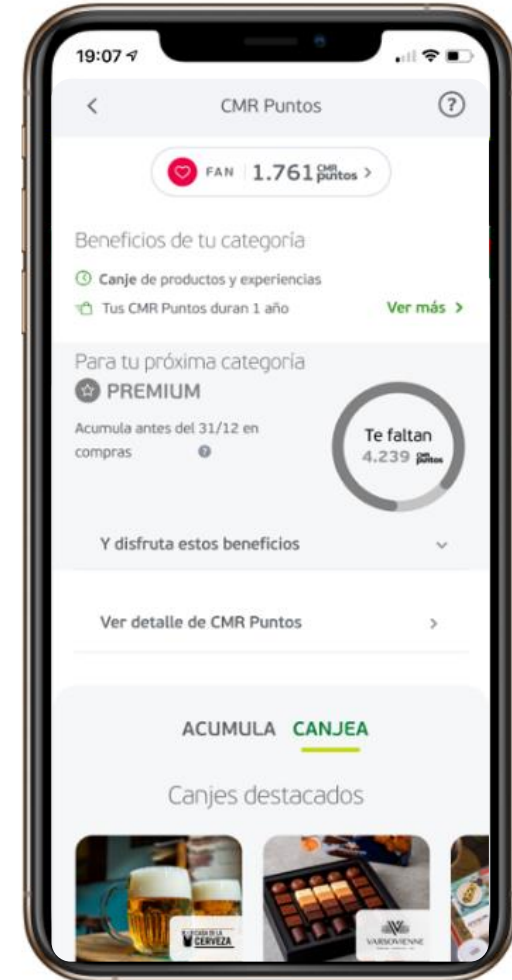 19:07
CMR Puntos
?
FAN 1.761 CMR puntos
Beneficios de tu categoría
Canje de productos y experiencias
Tus CMR Puntos duran 1 año
Ver más
Para tu próxima categoría
PREMIUM
Acumula antes del 31/12 en
compras ?
Te faltan
4.239 CMR puntos
Y disfruta estos beneficios
Ver detalle de CMR Puntos
ACUMULA CANJEA
Canjes destacados
LA CASA DE LA
CERVEZA
VARSOVIENNE